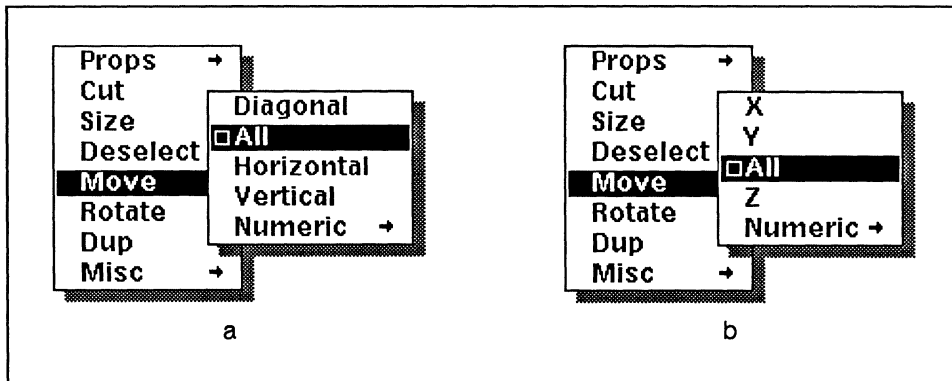 Props →
Cut
Size
Deselect
Move
Rotate
Dup
Misc →
Diagonal
All
Horizontal
Vertical
Numeric →
a
Props →
Cut
Size
Deselect
Move
Rotate
Dup
Misc →
X
Y
All
Z
Numeric →
b